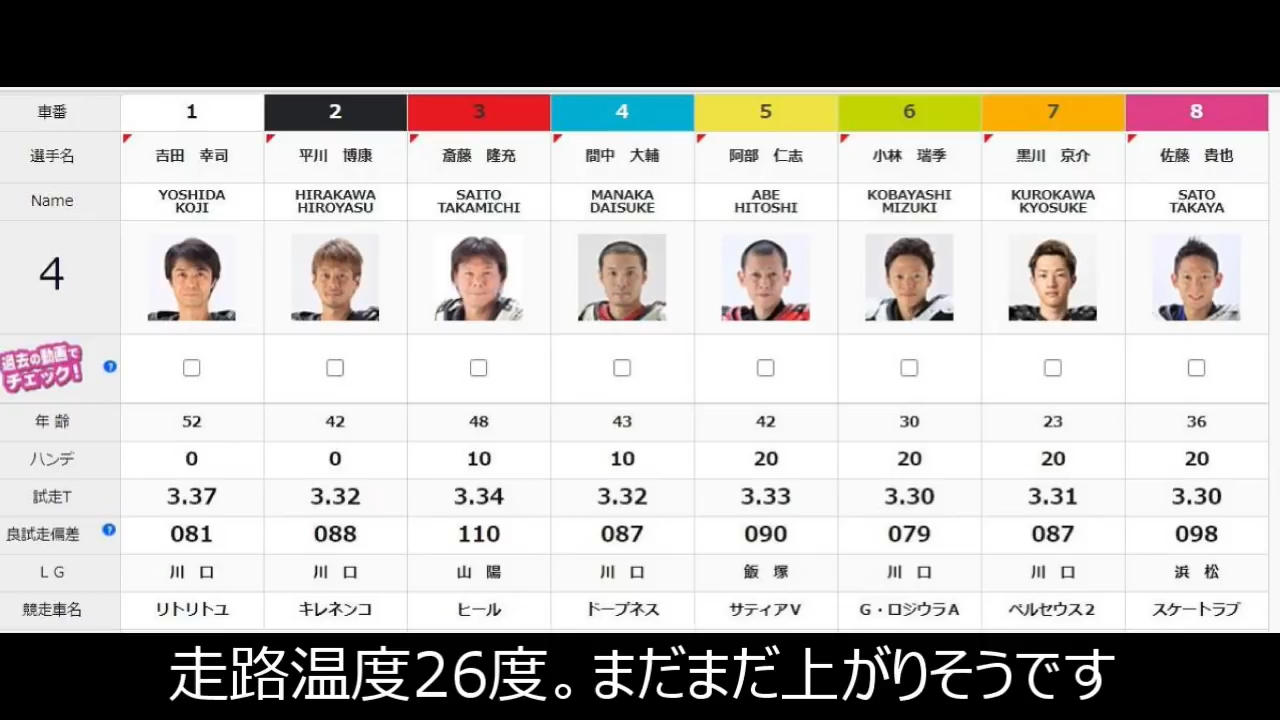 車番 1 2 3 4 5 6 7 8
選手名 吉田 幸司 平川 博康 斎藤 隆充 間中 大輔 阿部 仁志 小林 瑞季 黒川 京介 佐藤 貴也
Name YOSHIDA KOJI HIRAKAWA HIROYASU SAITO TAKAMICHI MANAKA DAISUKE ABE HITOSHI KOBAYASHI MIZUKI KUROKAWA KYOSUKE SATO TAKAYA
4
過去の動画で
チェック! ?
年 齢 52 42 48 43 42 30 23 36
ハンデ 0 0 10 10 20 20 20 20
試走T 3.37 3.32 3.34 3.32 3.33 3.30 3.31 3.30
良試走偏差 ? 081 088 110 087 090 079 087 098
ＬＧ 川 口 川 口 山 陽 川 口 飯 塚 川 口 川 口 浜 松
競走車名 リトリトユ キレネンコ ヒール ドープネス サティアＶ Ｇ・ロジウラＡ ペルセウス２ スケートラブ
走路温度26度。まだまだ上がりそうです